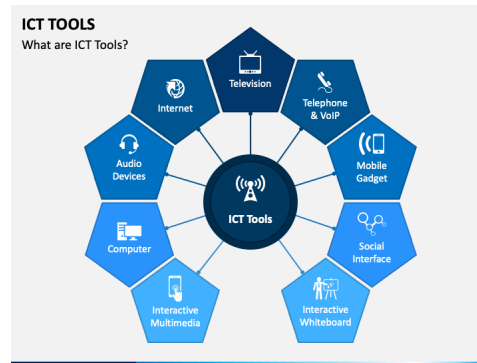 ICT TOOLS
What are ICT Tools?
Television
Internet
Telephone
& VoIP
Audio
Devices
Mobile
Gadget
ICT Tools
Computer
Social
Interface
Interactive
Multimedia
Interactive
Whiteboard